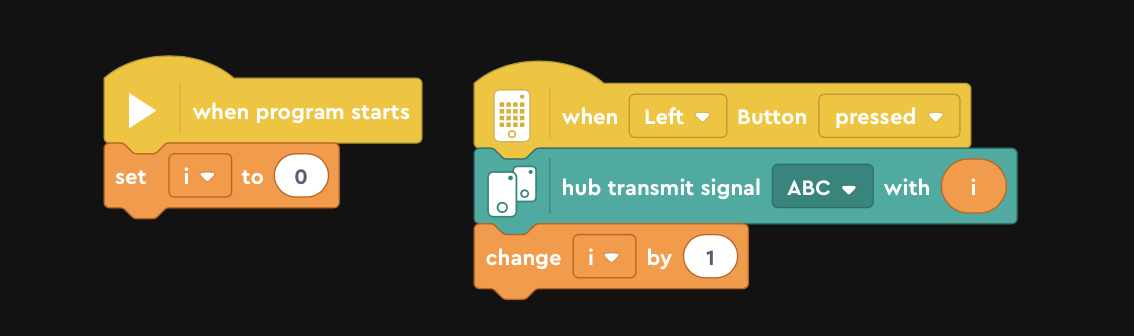 when program starts
set i to 0
when Left Button pressed
hub transmit signal ABC with i
change i by 1